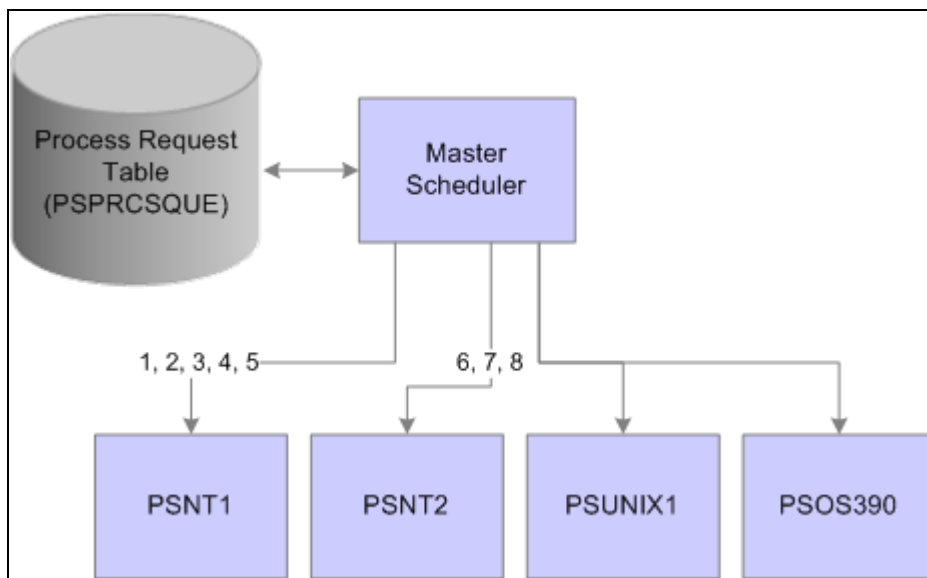 Process Request
Table
(PSPRCSQUE)
Master
Scheduler
1, 2, 3, 4, 5
6, 7, 8
PSNT1
PSNT2
PSUNIX1
PSOS390